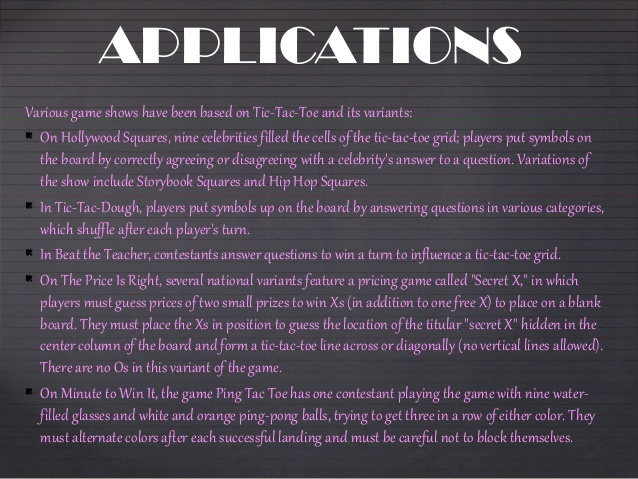 APPLICATIONS
Various game shows have been based on Tic-Tac-Toe and its variants:
On Hollywood Squares, nine celebrities filled the cells of the tic-tac-toe grid; players put symbols on
the board by correctly agreeing or disagreeing with a celebrity's answer to a question. Variations of
the show include Storybook Squares and Hip Hop Squares.
In Tic-Tac-Dough, players put symbols up on the board by answering questions in various categories,
which shuffle after each player's turn.
In Beat the Teacher, contestants answer questions to win a turn to influence a tic-tac-toe grid.
On The Price Is Right, several national variants feature a pricing game called "Secret X," in which
players must guess prices of two small prizes to win Xs (in addition to one free X) to place on a blank
board. They must place the Xs in position to guess the location of the titular "secret X" hidden in the
center column of the board and form a tic-tac-toe line across or diagonally (no vertical lines allowed).
There are no Os in this variant of the game.
On Minute to Win It, the game Ping Tac Toe has one contestant playing the game with nine water-
filled glasses and white and orange ping-pong balls, trying to get three in a row of either color. They
must alternate colors after each successful landing and must be careful not to block themselves.